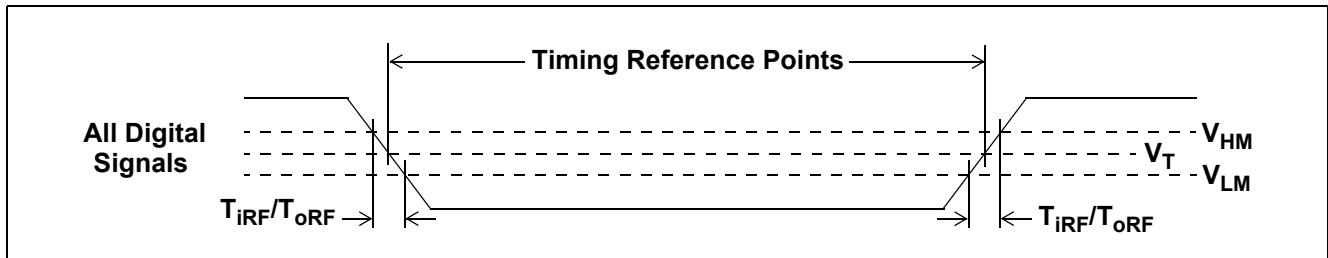 Timing Reference Points
All Digital
Signals
V_HM
V_T
V_LM
T_iRF/T_oRF
T_iRF/T_oRF